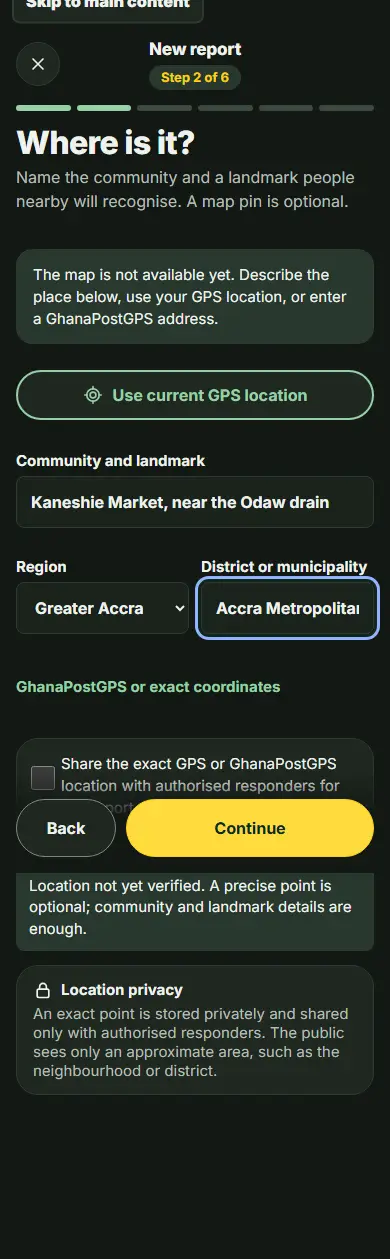 Skip to main content
New report
Step 2 of 6
Where is it?
Name the community and a landmark people
nearby will recognise. A map pin is optional.
The map is not available yet. Describe the
place below, use your GPS location, or enter
a GhanaPostGPS address.
Use current GPS location
Community and landmark
Kaneshie Market, near the Odaw drain
Region
District or municipality
Greater Accra
Accra Metropolitan
GhanaPostGPS or exact coordinates
Share the exact GPS or GhanaPostGPS
location with authorised responders for
Back
Continue
Location not yet verified. A precise point is
optional; community and landmark details are
enough.
Location privacy
An exact point is stored privately and shared
only with authorised responders. The public
sees only an approximate area, such as the
neighbourhood or district.